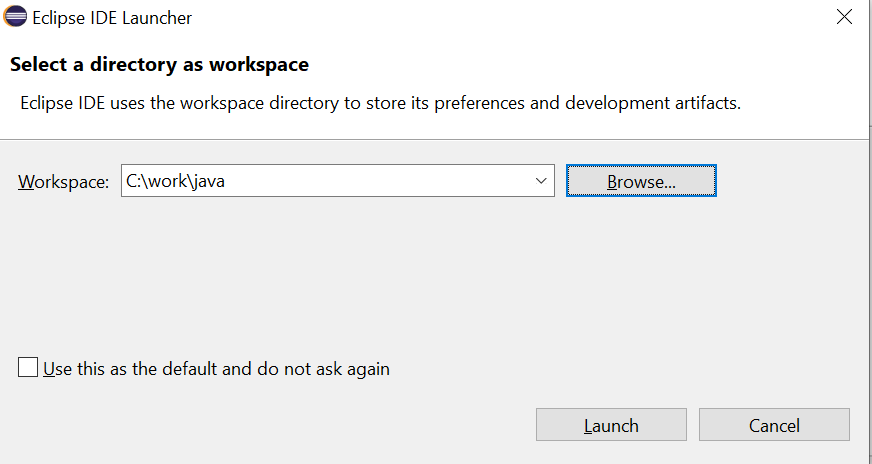 Eclipse IDE Launcher
Select a directory as workspace
Eclipse IDE uses the workspace directory to store its preferences and development artifacts.
Workspace: C:\work\java Browse...
Use this as the default and do not ask again
Launch Cancel